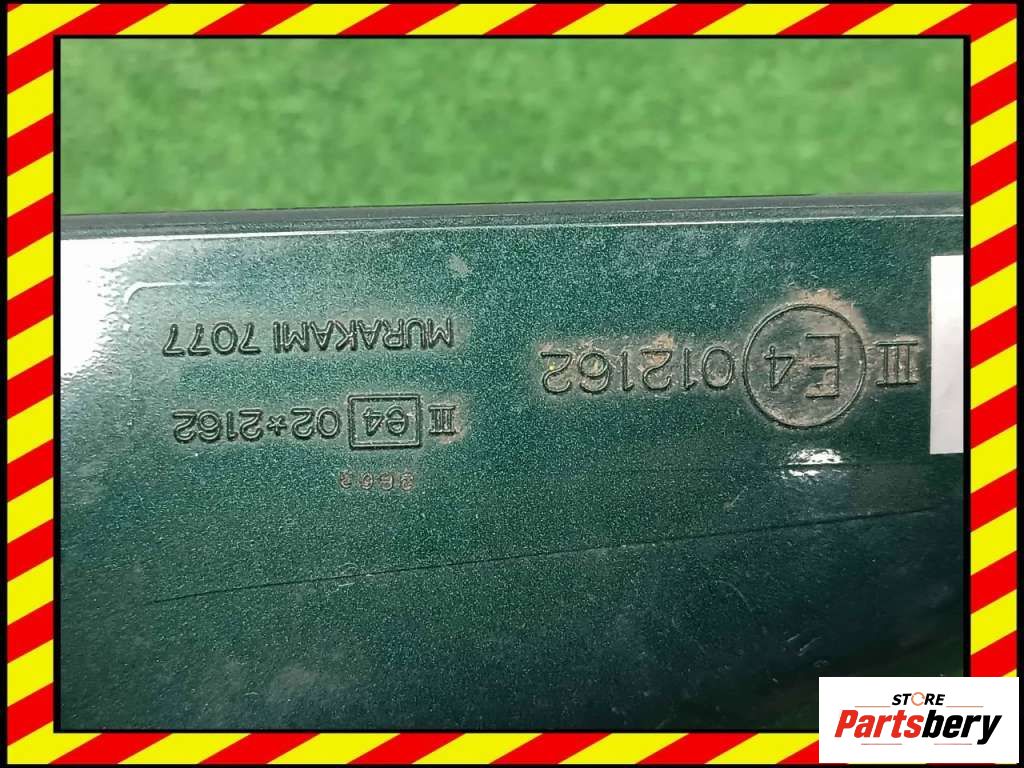 III E4 012162
III e4 02*2162
MURAKAMI 7077
STORE
Partsbery